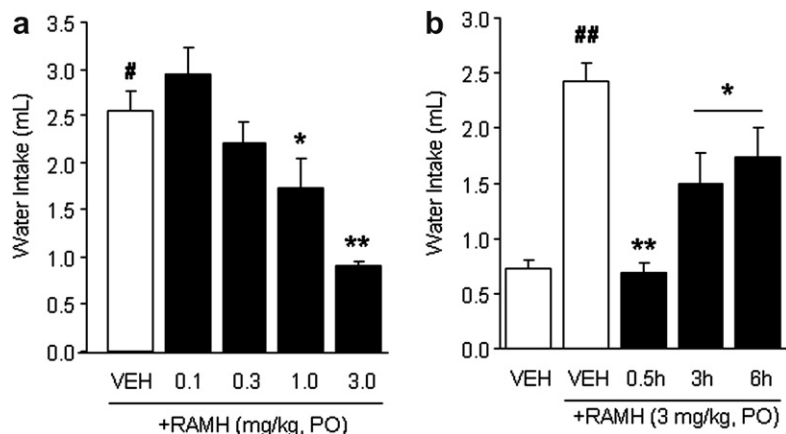 a
Water Intake (mL)
3.5
3.0
2.5
2.0
1.5
1.0
0.5
0.0
#
*
**
VEH 0.1 0.3 1.0 3.0
+RAMH (mg/kg, PO)
b
Water Intake (mL)
3.0
2.5
2.0
1.5
1.0
0.5
0.0
##
**
*
VEH VEH 0.5h 3h 6h
+RAMH (3 mg/kg, PO)